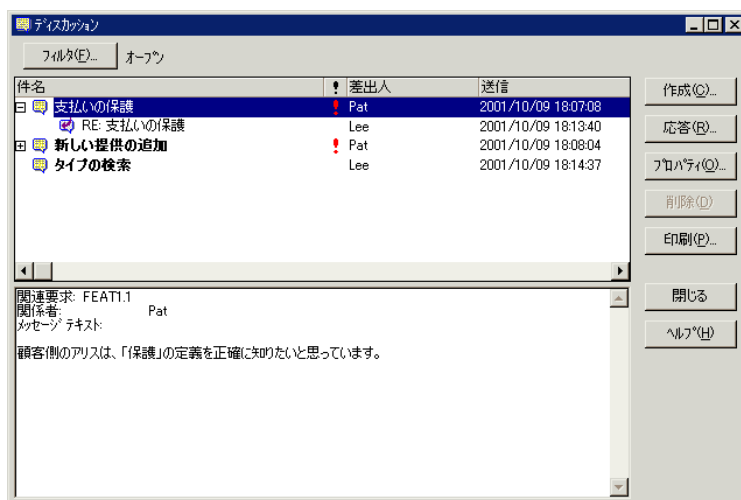 ディスカッション
フィルタ(F)... オープン
件名 ! 差出人 送信
支払いの保護 ! Pat 2001/10/09 18:07:08
RE: 支払いの保護 Lee 2001/10/09 18:13:40
新しい提供の追加 ! Pat 2001/10/09 18:08:04
タイプの検索 Lee 2001/10/09 18:14:37
作成(C)...
応答(R)...
プロパティ(O)...
削除(D)
印刷(P)...
閉じる
ヘルプ(H)
関連要求: FEAT1.1
関係者: Pat
メッセージ テキスト:
顧客側のアリスは、「保護」の定義を正確に知りたいと思っています。